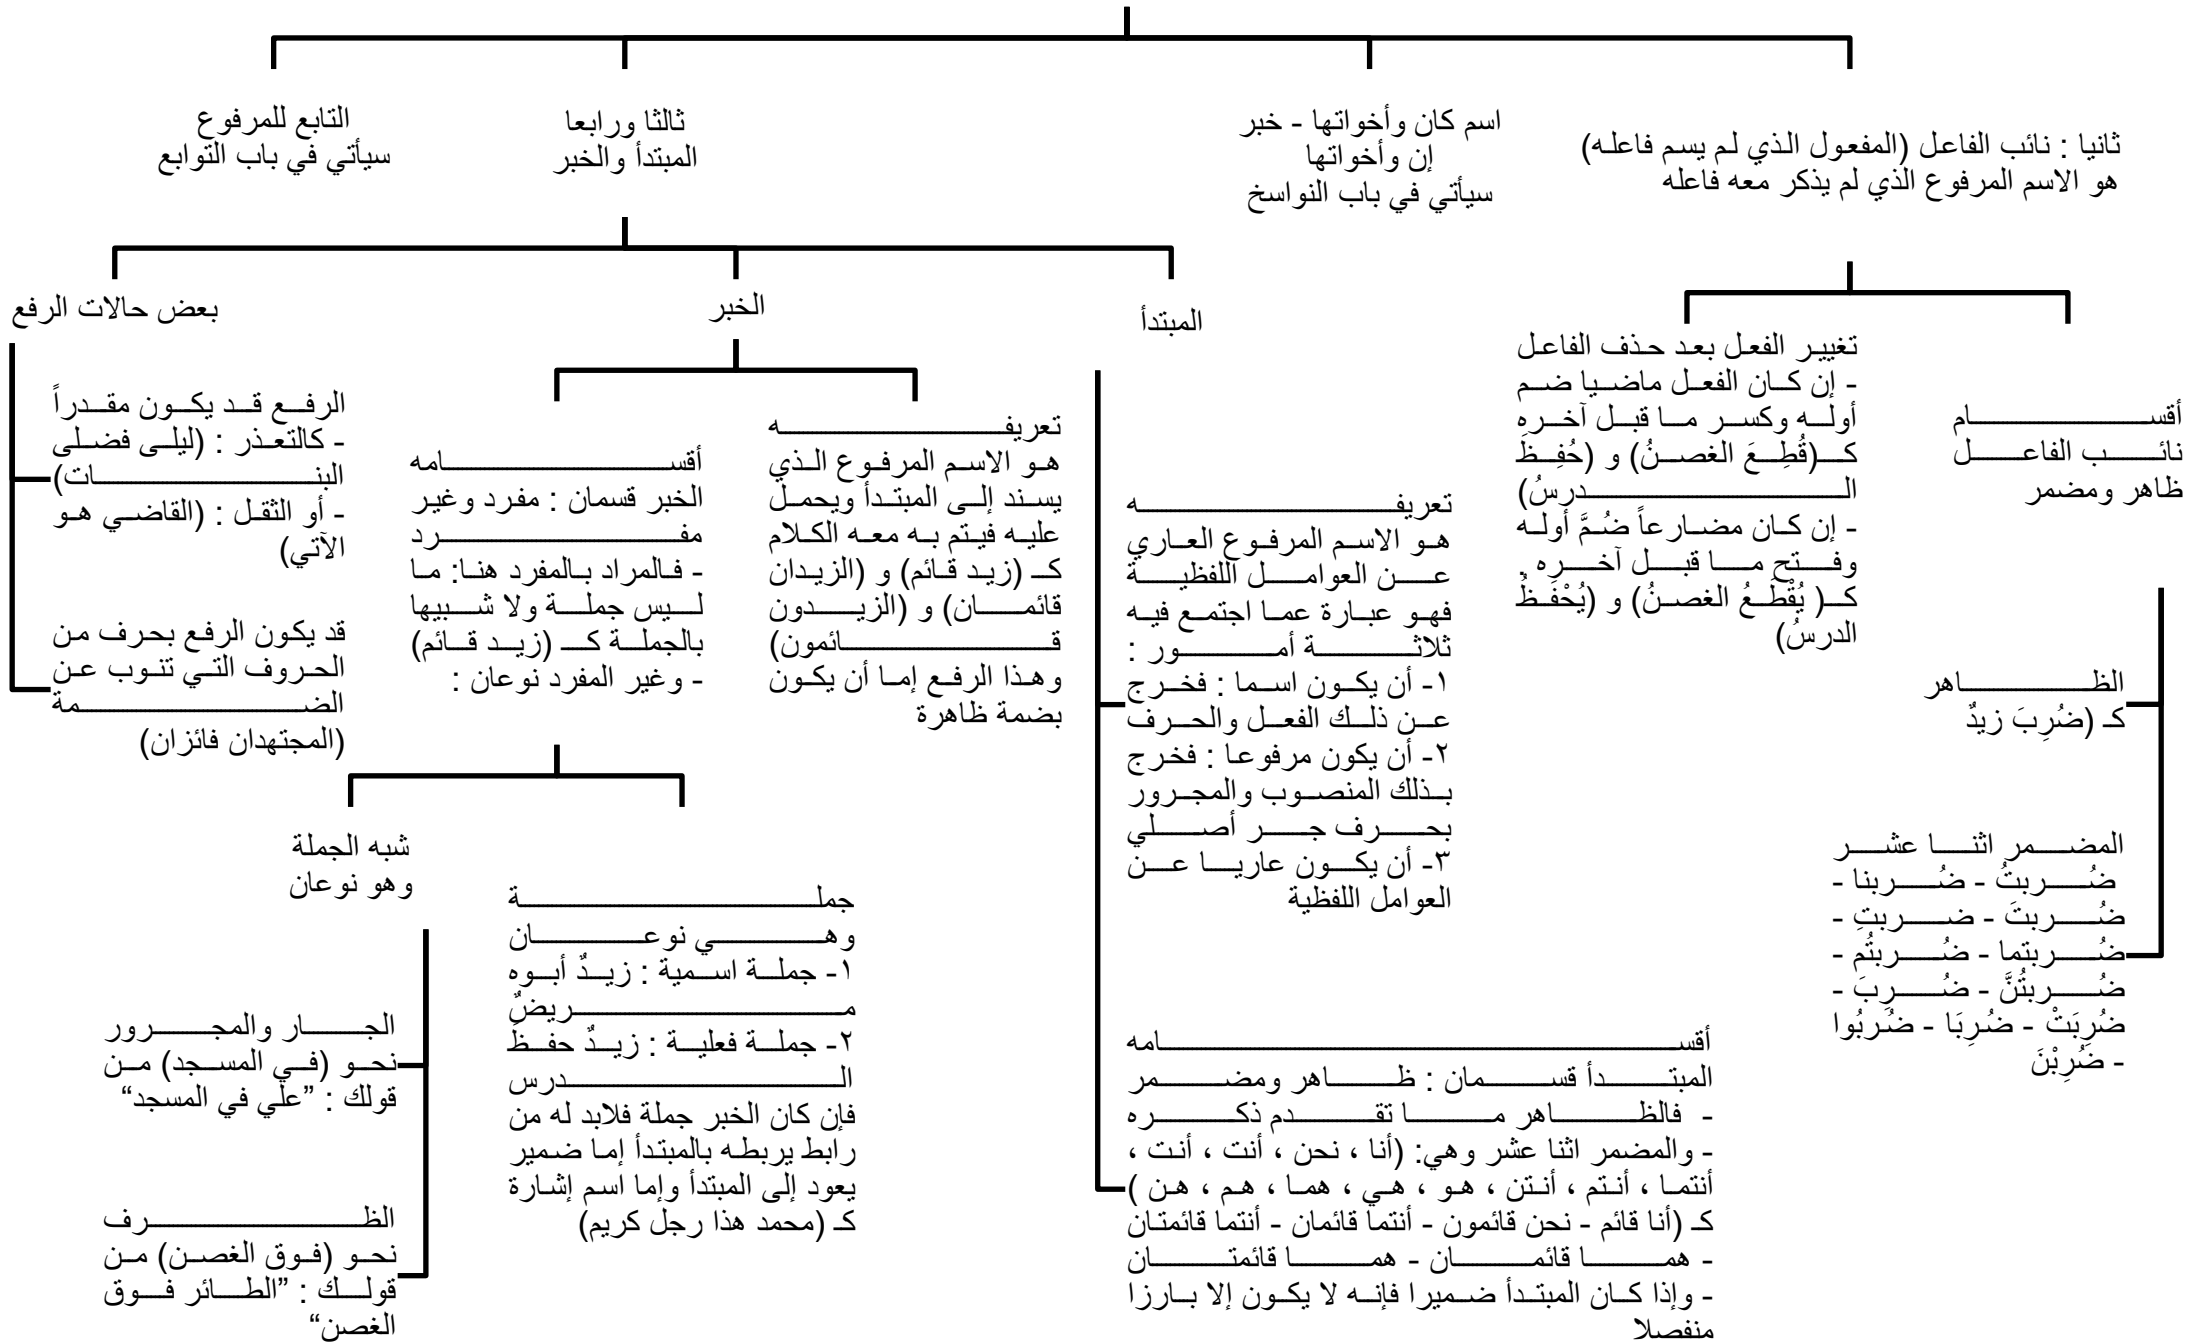 ثانيا : نائب الفاعل (المفعول الذي لم يسم فاعله)
هو الاسم المرفوع الذي لم يذكر معه فاعله
اسم كان وأخواتها - خبر
إن وأخواتها
سيأتي في باب النواسخ
ثالثا ورابعا
المبتدأ والخبر
التابع للمرفوع
سيأتي في باب التوابع
أقسام
نائب الفاعل
ظاهر ومضمر
الظاهر
كـ (ضُرِبَ زيدٌ
المضمر اثنا عشر
ضُربتُ - ضُربنا -
ضُربتَ - ضربتِ -
ضُربتما - ضُربتُم -
ضُربتُنَّ - ضُرِبَ -
ضُرِبَتْ - ضُرِبَا - ضُرِبُوا
- ضُرِبْنَ
تغيير الفعل بعد حذف الفاعل
- إن كان الفعل ماضيا ضم
أوله وكسر ما قبل آخره
كـ(قُطِعَ الغصنُ) و (حُفِظَ
الدرسُ)
- إن كان مضارعاً ضُمَّ أوله
وفتح ما قبل آخره .
كـ( يُقْطَعُ الغصنُ) و (يُحْفَظُ
الدرسُ)
المبتدأ
تعريفه
هو الاسم المرفوع العاري
عن العوامل اللفظية
فهو عبارة عما اجتمع فيه
ثلاثة أمور :
١- أن يكون اسما : فخرج
عن ذلك الفعل والحرف
٢- أن يكون مرفوعا : فخرج
بذلك المنصوب والمجرور
بحرف جر أصلي
٣- أن يكون عاريا عن
العوامل اللفظية
أقسامه
المبتدأ قسمان : ظاهر ومضمر
- فالظاهر ما تقدم ذكره
- والمضمر اثنا عشر وهي: (أنا ، نحن ، أنت ، أنت ،
أنتما ، أنتم ، أنتن ، هو ، هي ، هما ، هم ، هن )
كـ (أنا قائم - نحن قائمون - أنتما قائمان - أنتما قائمتان
- هما قائمان - هما قائمتان
- وإذا كان المبتدأ ضميرا فإنه لا يكون إلا بارزا
منفصلا
الخبر
تعريفه
هو الاسم المرفوع الذي
يسند إلى المبتدأ ويحمل
عليه فيتم به معه الكلام
كـ (زيد قائم) و (الزيدان
قائمان) و (الزيدون
قائمون)
وهذا الرفع إما أن يكون
بضمة ظاهرة
أقسامه
الخبر قسمان : مفرد وغير
مفرد
- فالمراد بالمفرد هنا: ما
ليس جملة ولا شبيها
بالجملة كـ (زيد قائم)
- وغير المفرد نوعان :
جملة
وهي نوعان
١- جملة اسمية : زيدٌ أبوه
مريضٌ
٢- جملة فعلية : زيدٌ حفظَ
الدرس
فإن كان الخبر جملة فلابد له من
رابط يربطه بالمبتدأ إما ضمير
يعود إلى المبتدأ وإما اسم إشارة
كـ (محمد هذا رجل كريم)
شبه الجملة
وهو نوعان
الجار والمجرور
نحو (في المسجد) من
قولك : ”علي في المسجد“
الظرف
نحو (فوق الغصن) من
قولك : ”الطائر فوق
الغصن“
بعض حالات الرفع
الرفع قد يكون مقدراً
- كالتعذر : (ليلى فضلى
البنات)
- أو الثقل : (القاضي هو
الآتي)
قد يكون الرفع بحرف من
الحروف التي تنوب عن
الضمة
(المجتهدان فائزان)